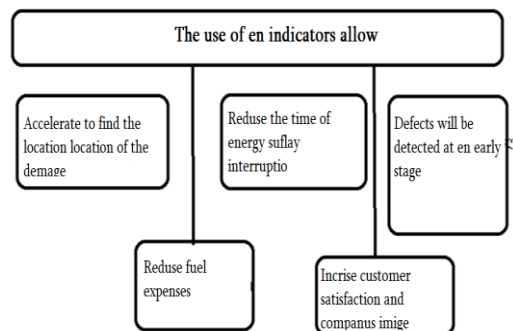 The use of en indicators allow
Accelerate to find the
location location of the
demage
Reduse the time of
energy suflay
interruptio
Defects will be
detected at en early
stage
Reduse fuel
expenses
Incrise customer
satisfaction and
companus imige